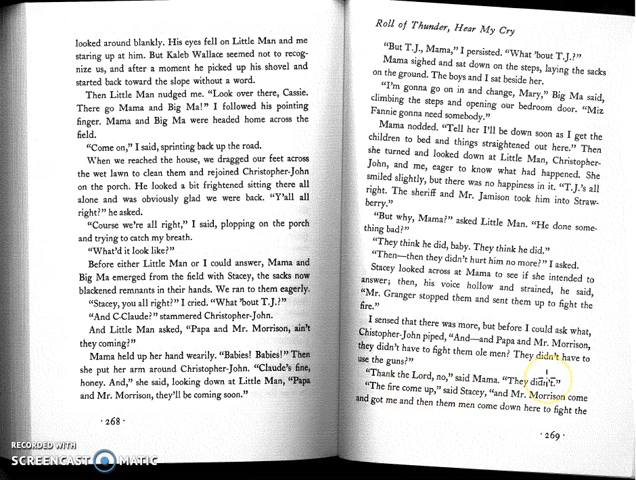 looked around blankly. His eyes fell on Little Man and me
staring up at him. But Kaleb Wallace seemed not to recog-
nize us, and after a moment he picked up his shovel and
started back toward the slope without a word.
Then Little Man nudged me. "Look over there, Cassie.
There go Mama and Big Ma!" I followed his pointing
finger. Mama and Big Ma were headed home across the
field.
"Come on," I said, sprinting back up the road.
When we reached the house, we dragged our feet across
the wet lawn to clean them and rejoined Christopher-John
on the porch. He looked a bit frightened sitting there all
alone and was obviously glad we were back. "Y'all all
right?" he asked.
"Course we're all right," I said, plopping on the porch
and trying to catch my breath.
"What'd it look like?"
Before either Little Man or I could answer, Mama and
Big Ma emerged from the field with Stacey, the sacks now
blackened remnants in their hands. We ran to them eagerly.
"Stacey, you all right?" I cried. "What 'bout T.J.?"
"And C-Claude?" stammered Christopher-John.
And Little Man asked, "Papa and Mr. Morrison, ain't
they coming?"
Mama held up her hand wearily. "Babies! Babies!" Then
she put her arm around Christopher-John. "Claude's fine,
honey. And," she said, looking down at Little Man, "Papa
and Mr. Morrison, they'll be coming soon."
· 268 ·
Roll of Thunder, Hear My Cry
"But T.J., Mama," I persisted. "What 'bout T.J.?"
Mama sighed and sat down on the steps, laying the sacks
on the ground. The boys and I sat beside her.
"I'm gonna go on in and change, Mary," Big Ma said,
climbing the steps and opening our bedroom door. "Miz
Fannie gonna need somebody."
Mama nodded. "Tell her I'll be down soon as I get the
children to bed and things straightened out here." Then
she turned and looked down at Little Man, Christopher-
John, and me, eager to know what had happened. She
smiled slightly, but there was no happiness in it. "T.J.'s all
right. The sheriff and Mr. Jamison took him into Straw-
berry."
"But why, Mama?" asked Little Man. "He done some-
thing bad?"
"They think he did, baby. They think he did."
"Then—then they didn't hurt him no more?" I asked.
Stacey looked across at Mama to see if she intended to
answer; then, his voice hollow and strained, he said,
"Mr. Granger stopped them and sent them up to fight the
fire."
I sensed that there was more, but before I could ask what,
Chistopher-John piped, "And—and Papa and Mr. Morrison,
they didn't have to fight them ole men? They didn't have to
use the guns?"
"Thank the Lord, no," said Mama. "They didn't."
"The fire come up," said Stacey, "and Mr. Morrison come
and got me and then them men come down here to fight the
· 269 ·
RECORDED WITH
SCREENCAST MATIC